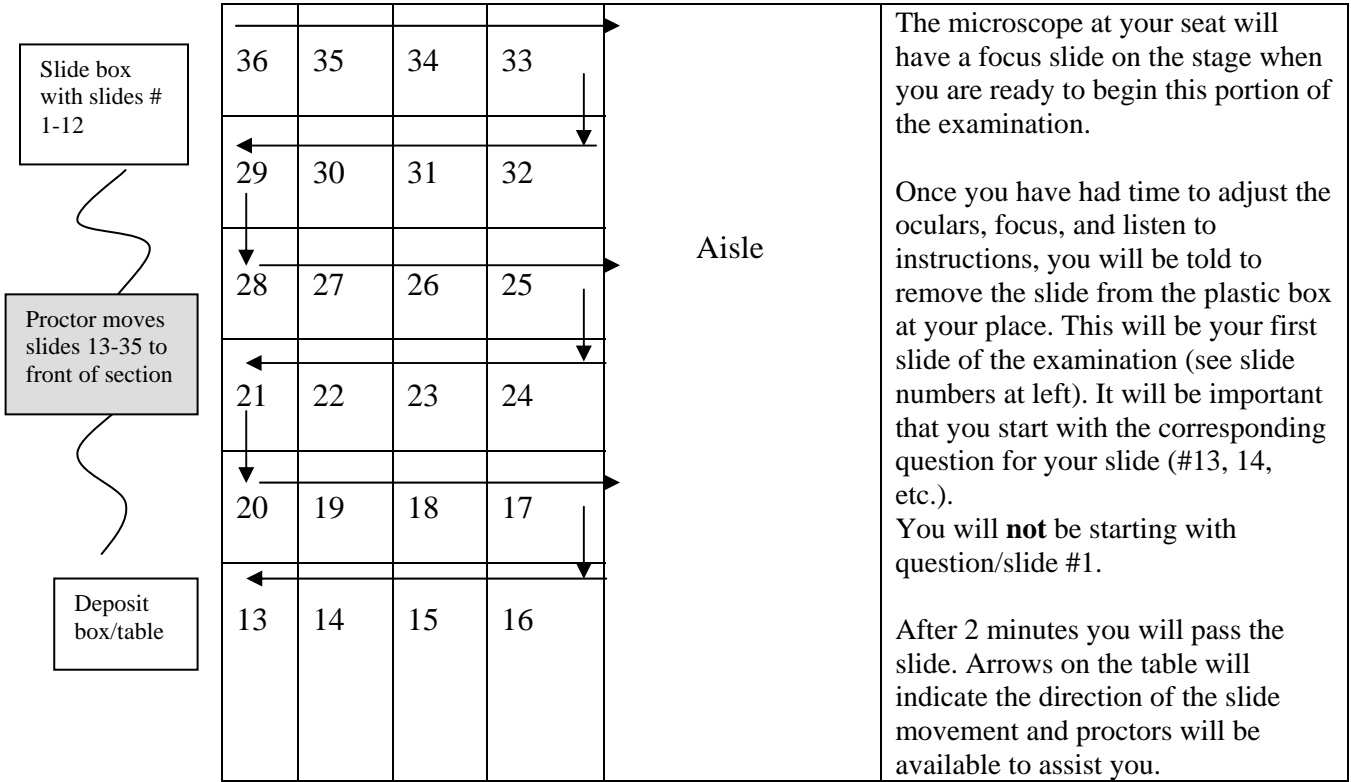 Slide box
with slides #
1-12
Proctor moves
slides 13-35 to
front of section
Deposit
box/table
36 35 34 33
29 30 31 32
28 27 26 25
21 22 23 24
20 19 18 17
13 14 15 16
Aisle
The microscope at your seat will
have a focus slide on the stage when
you are ready to begin this portion of
the examination.
Once you have had time to adjust the
oculars, focus, and listen to
instructions, you will be told to
remove the slide from the plastic box
at your place. This will be your first
slide of the examination (see slide
numbers at left). It will be important
that you start with the corresponding
question for your slide (#13, 14,
etc.).
You will not be starting with
question/slide #1.
After 2 minutes you will pass the
slide. Arrows on the table will
indicate the direction of the slide
movement and proctors will be
available to assist you.